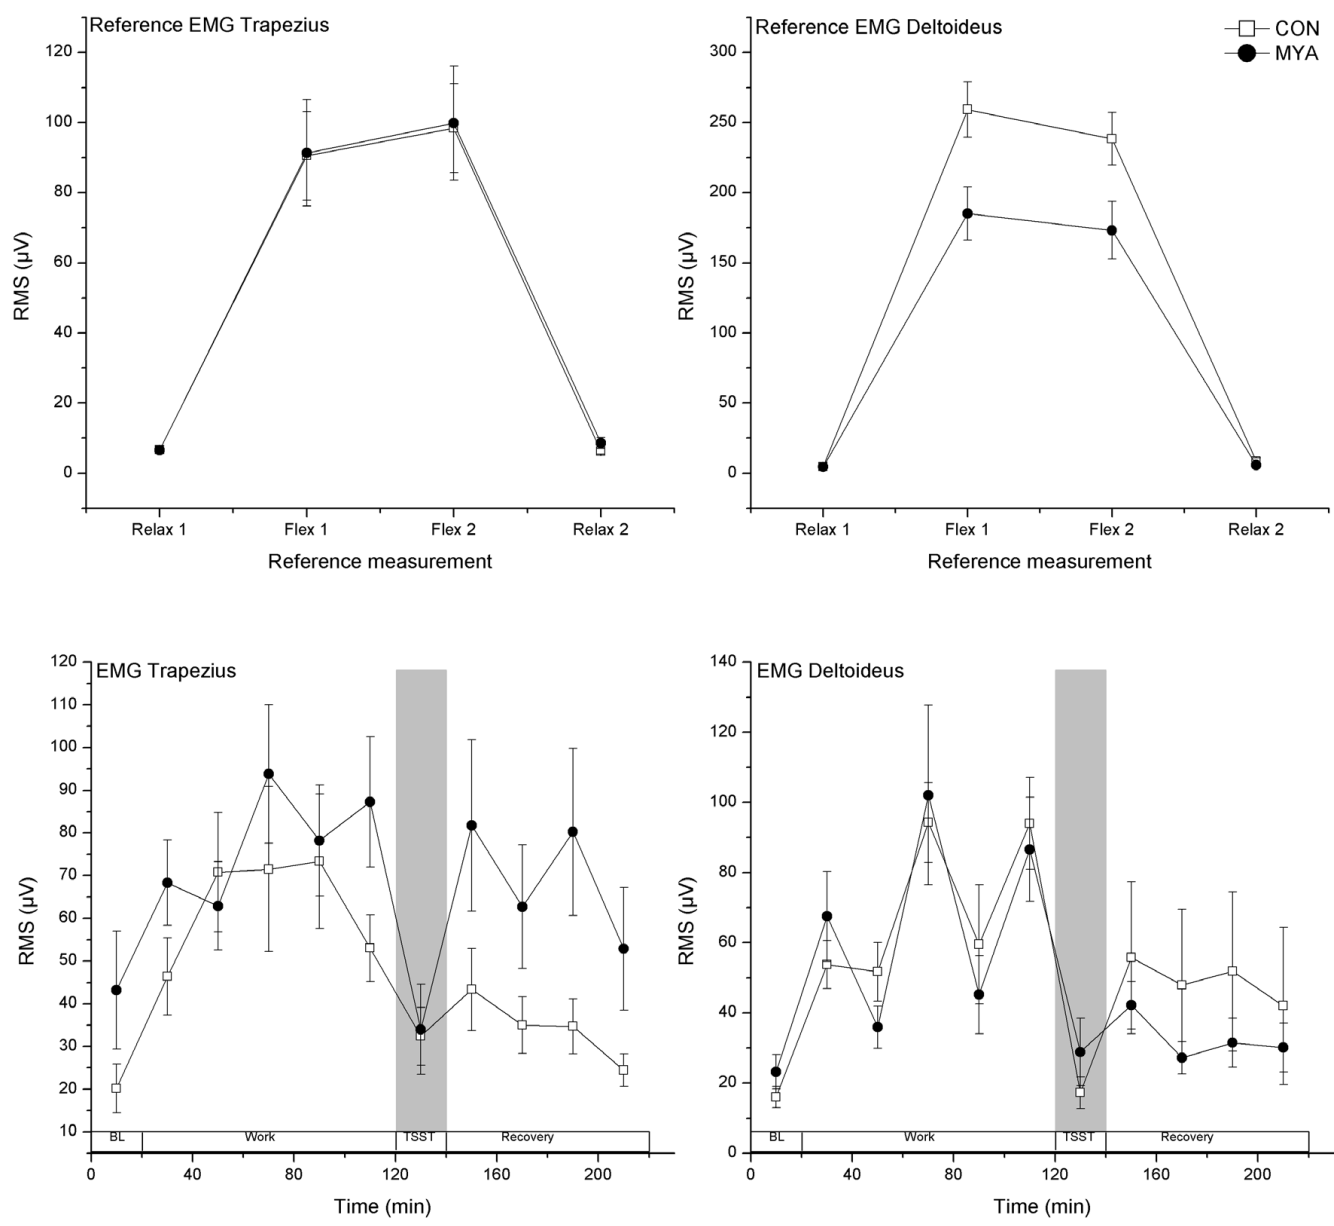 Reference EMG Trapezius
120
100
80
60
40
20
0
RMS (µV)
Relax 1 Flex 1 Flex 2 Relax 2
Reference measurement
Reference EMG Deltoideus
CON
MYA
300
250
200
150
100
50
0
RMS (µV)
Relax 1 Flex 1 Flex 2 Relax 2
Reference measurement
EMG Trapezius
120
110
100
90
80
70
60
50
40
30
20
10
RMS (µV)
BL Work TSST Recovery
0 40 80 120 160 200
Time (min)
EMG Deltoideus
140
120
100
80
60
40
20
0
RMS (µV)
BL Work TSST Recovery
0 40 80 120 160 200
Time (min)